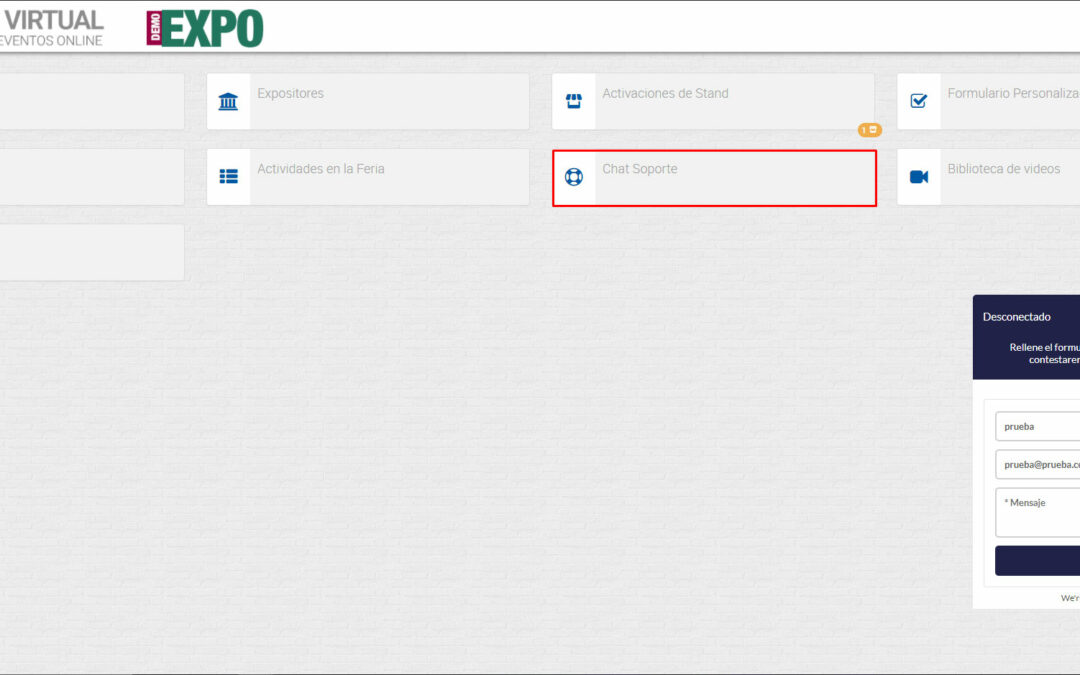 VIRTUAL
EVENTOS ONLINE
DEMO
EXPO
Expositores
Activaciones de Stand
Formulario Personaliza
1
Actividades en la Feria
Chat Soporte
Biblioteca de videos
Desconectado
Rellene el formu
contestaren
prueba
prueba@prueba.co
* Mensaje
We'r